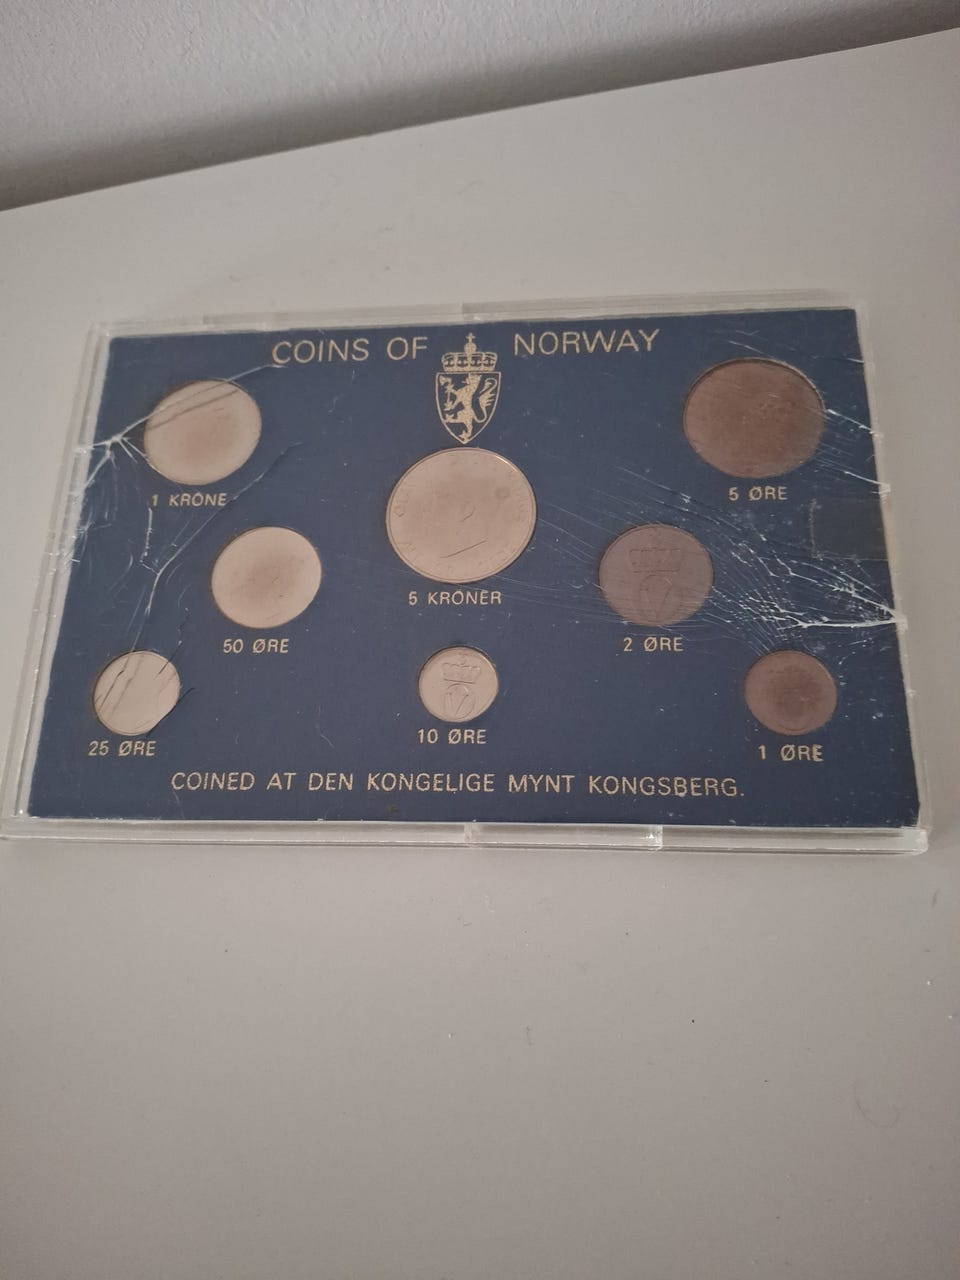 COINS OF NORWAY
1 KRONE
5 ØRE
5 KRONER
50 ØRE
2 ØRE
25 ØRE
10 ØRE
1 ØRE
COINED AT DEN KONGELIGE MYNT KONGSBERG.